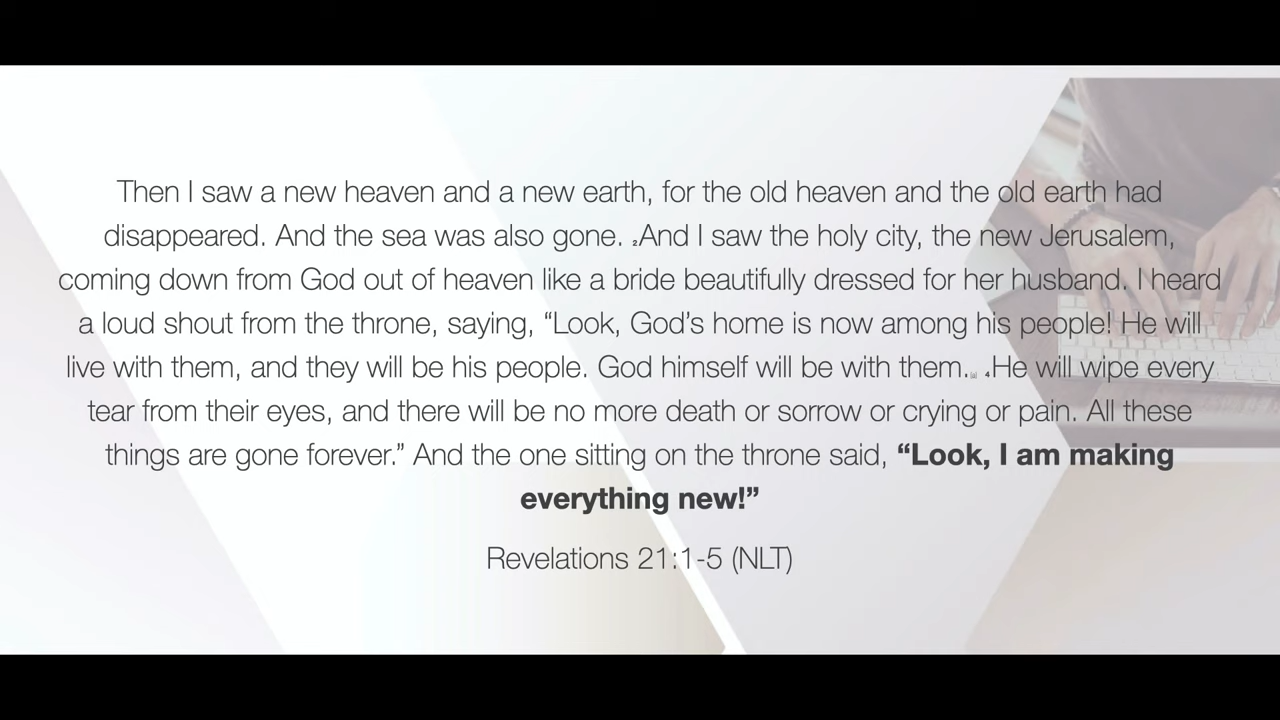 Then I saw a new heaven and a new earth, for the old heaven and the old earth had
disappeared. And the sea was also gone. 2 And I saw the holy city, the new Jerusalem,
coming down from God out of heaven like a bride beautifully dressed for her husband. I heard
a loud shout from the throne, saying, “Look, God’s home is now among his people! He will
live with them, and they will be his people. God himself will be with them. [a] 4 He will wipe every
tear from their eyes, and there will be no more death or sorrow or crying or pain. All these
things are gone forever.” And the one sitting on the throne said, “Look, I am making
everything new!”
Revelations 21:1-5 (NLT)